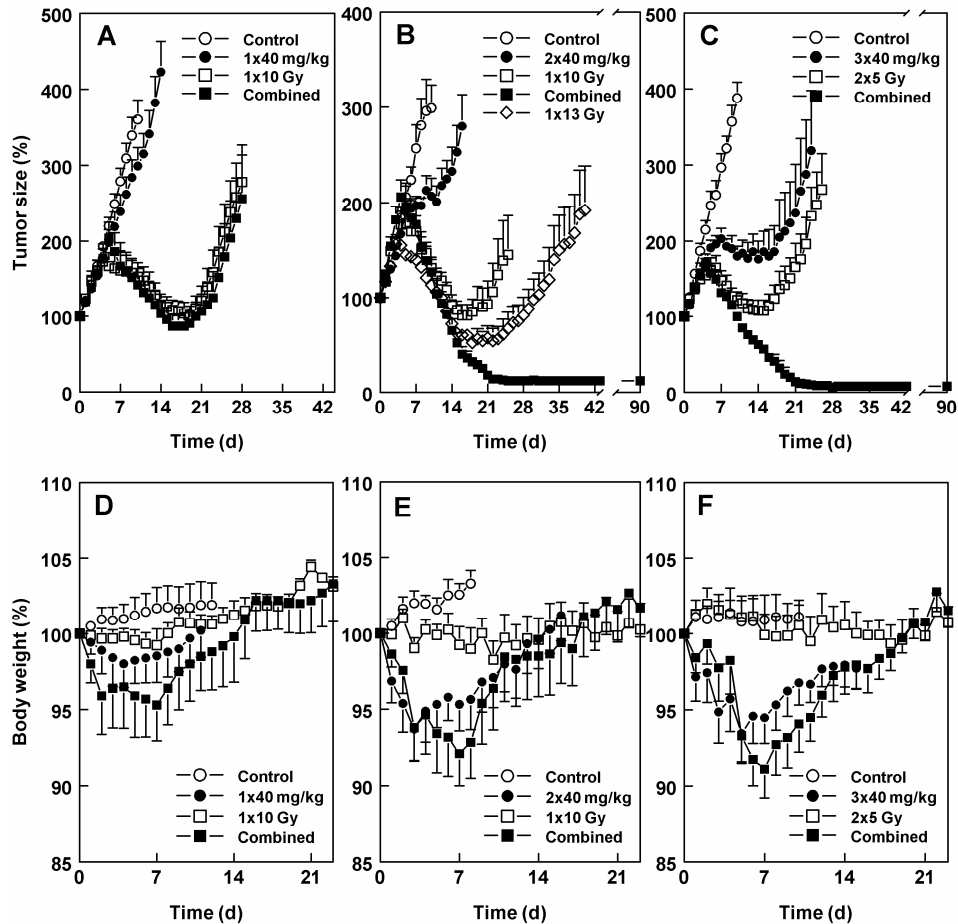 A
Control
1x40 mg/kg
1x10 Gy
Combined
Tumor size (%)
500
400
300
200
100
0
0 7 14 21 28 35 42
Time (d)
B
Control
2x40 mg/kg
1x10 Gy
Combined
1x13 Gy
400
300
200
100
0
0 7 14 21 28 35 42 90
Time (d)
C
Control
3x40 mg/kg
2x5 Gy
Combined
500
400
300
200
100
0
0 7 14 21 28 35 42 90
Time (d)
D
Control
1x40 mg/kg
1x10 Gy
Combined
Body weight (%)
110
105
100
95
90
85
0 7 14 21
Time (d)
E
Control
2x40 mg/kg
1x10 Gy
Combined
110
105
100
95
90
85
0 7 14 21
Time (d)
F
Control
3x40 mg/kg
2x5 Gy
Combined
110
105
100
95
90
85
0 7 14 21
Time (d)